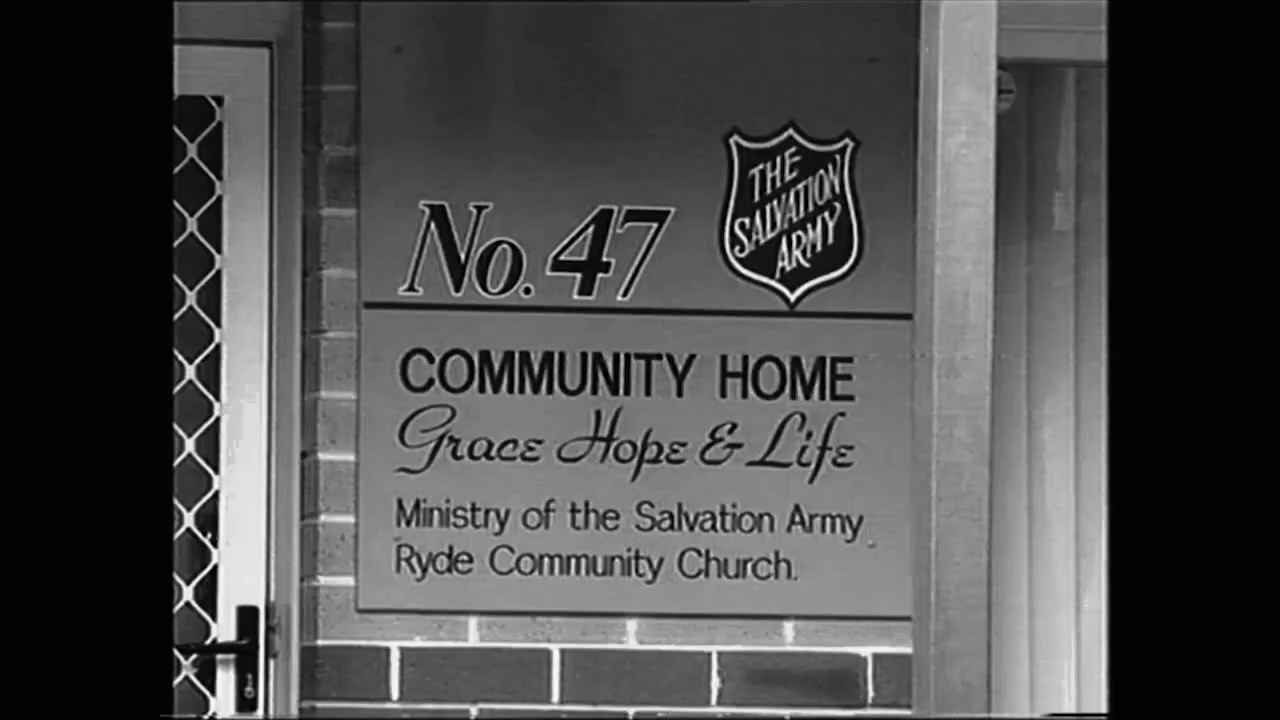 No. 47
THE
SALVATION
ARMY
COMMUNITY HOME
Grace Hope & Life
Ministry of the Salvation Army
Ryde Community Church.